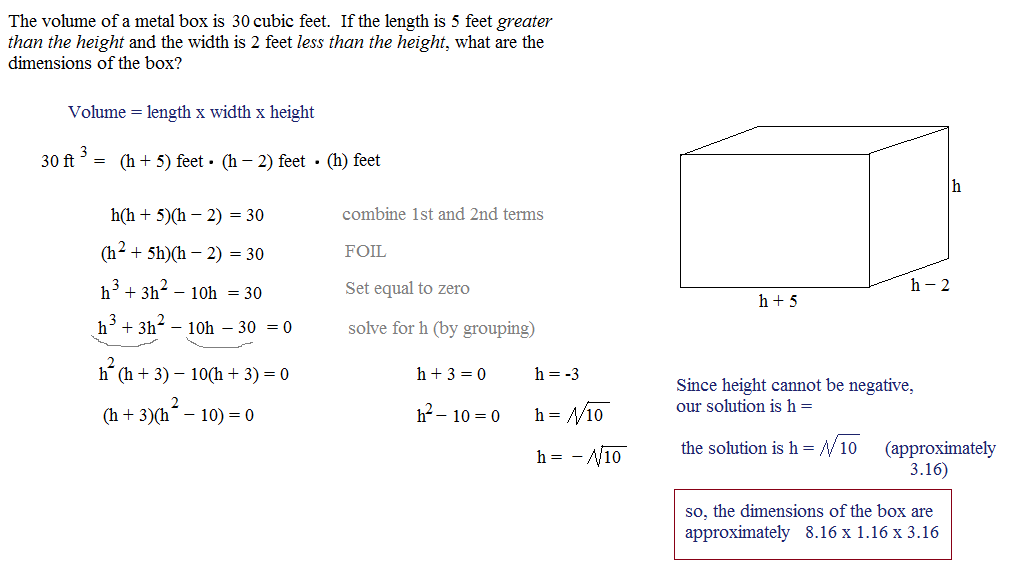 The volume of a metal box is 30 cubic feet. If the length is 5 feet greater
than the height and the width is 2 feet less than the height, what are the
dimensions of the box?
Volume = length x width x height
30 ft ³ = (h + 5) feet • (h − 2) feet • (h) feet
h(h + 5)(h − 2) = 30 combine 1st and 2nd terms
(h² + 5h)(h − 2) = 30 FOIL
h³ + 3h² − 10h = 30 Set equal to zero
h³ + 3h² − 10h − 30 = 0 solve for h (by grouping)
h² (h + 3) − 10(h + 3) = 0 h + 3 = 0 h = -3
(h + 3)(h² − 10) = 0 h² − 10 = 0 h = √10
h = − √10
h
h − 2
h + 5
Since height cannot be negative,
our solution is h =
the solution is h = √10 (approximately
3.16)
so, the dimensions of the box are
approximately 8.16 x 1.16 x 3.16